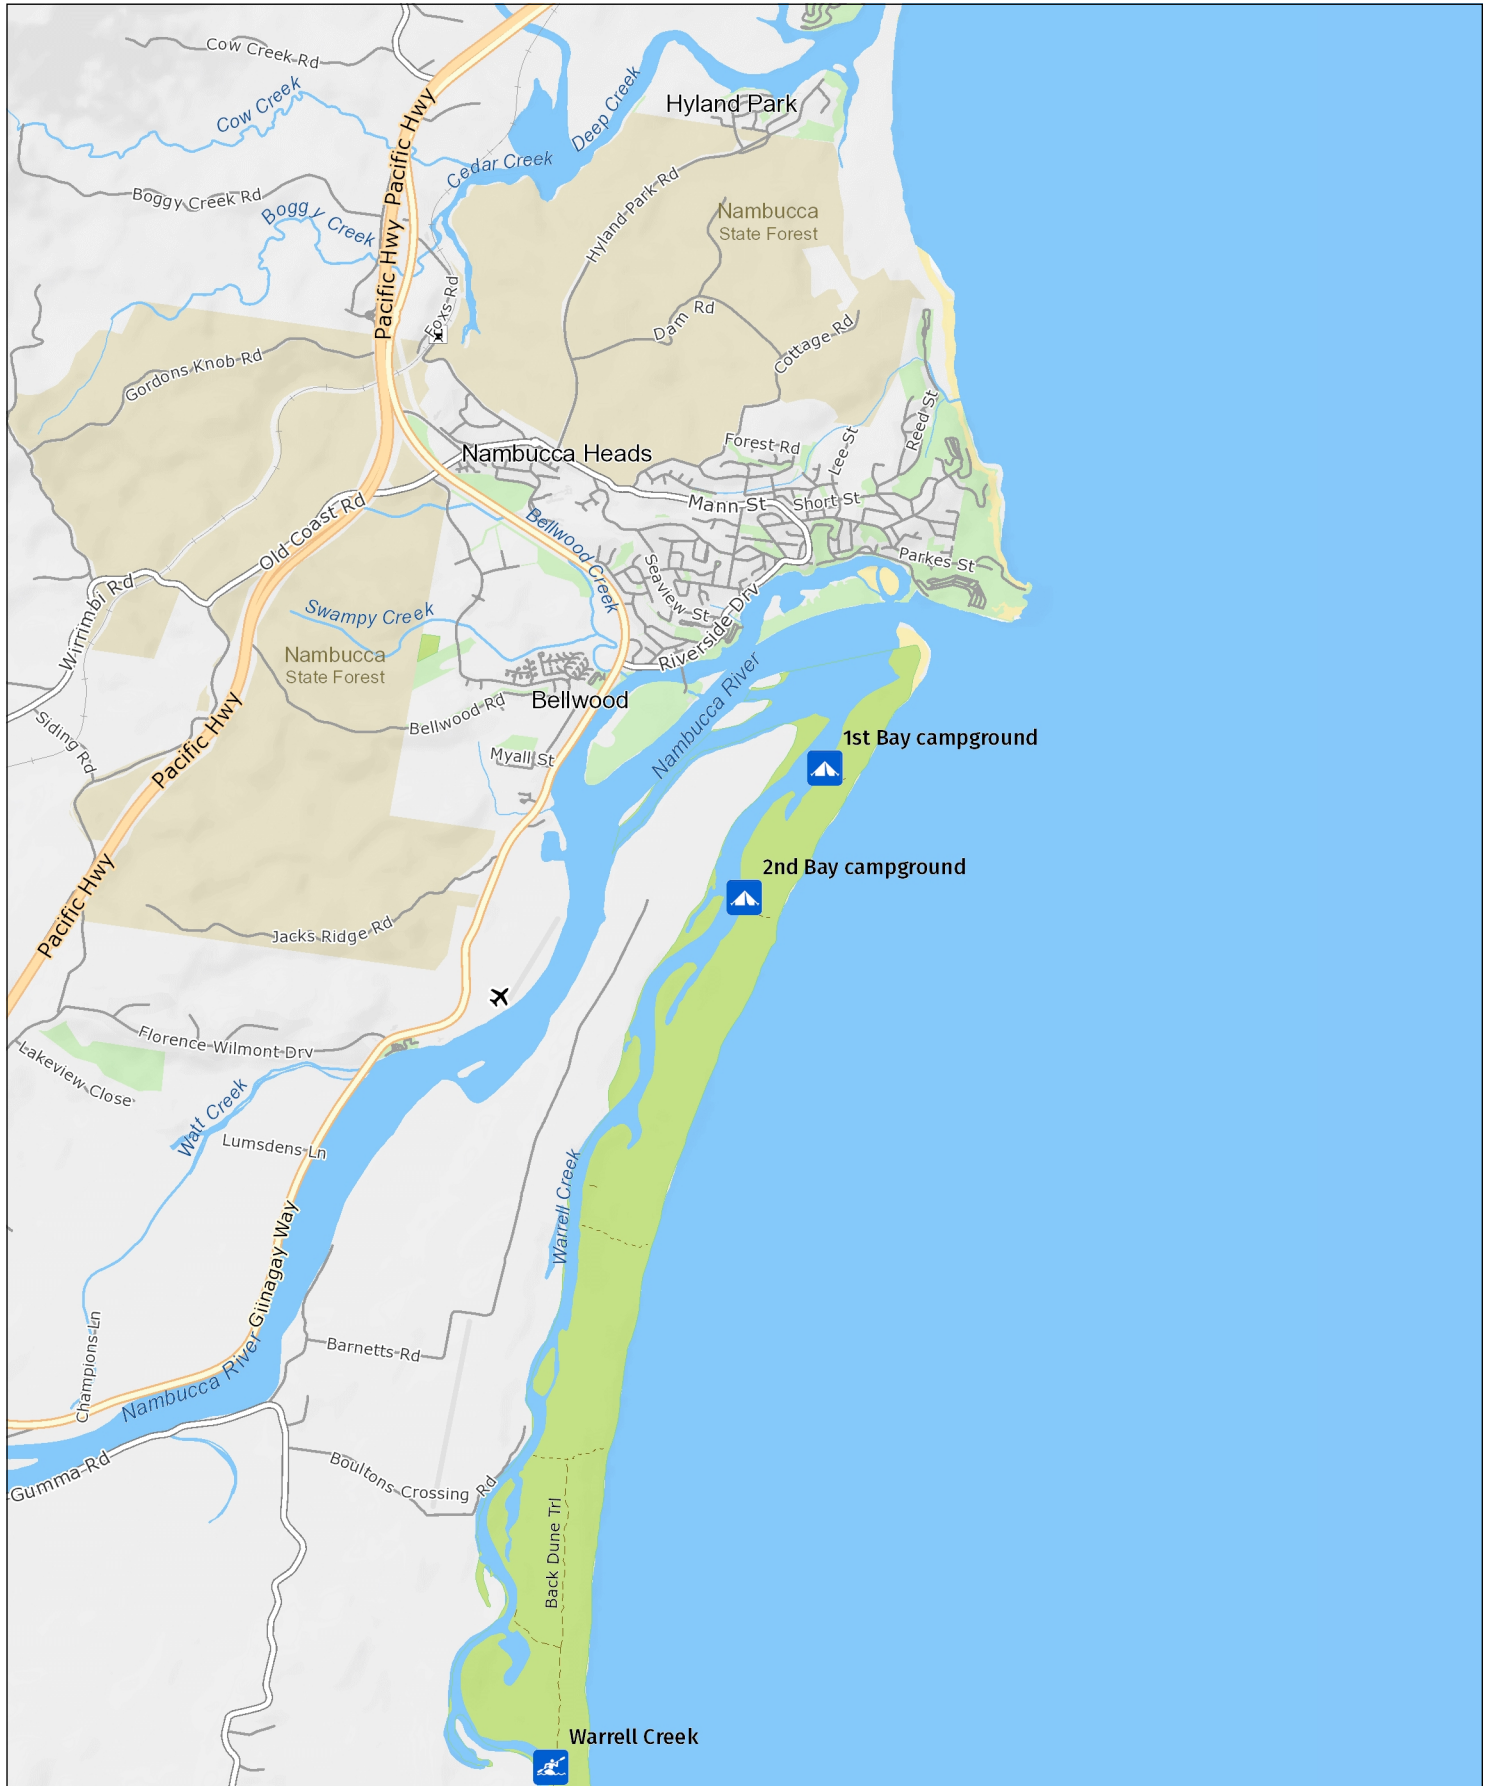 Cow Creek Rd
Cow Creek
Deep Creek
Hyland Park
Pacific Hwy
Cedar Creek
Boggy Creek Rd
Boggy Creek
Pacific Hwy
Hyland Park Rd
Nambucca
State Forest
Pacific Hwy
Foxs Rd
Dam Rd
Cottage Rd
Gordons Knob Rd
Reed St
Forest Rd
Lee St
Nambucca Heads
Mann St
Short St
Old Coast Rd
Bellwood Creek
Parkes St
Seaview St
Wirrimbi Rd
Swampy Creek
Riverside Drv
Nambucca
State Forest
Nambucca River
Bellwood
Bellwood Rd
Siding Rd
Pacific Hwy
Myall St
1st Bay campground
2nd Bay campground
Pacific Hwy
Jacks Ridge Rd
Florence Wilmont Drv
Lakeview Close
Watt Creek
Lumsdens Ln
Warrell Creek
Giinagay Way
Barnetts Rd
Champions Ln
Nambucca River
Gumma Rd
Boultons Crossing Rd
Back Dune Trl
Warrell Creek